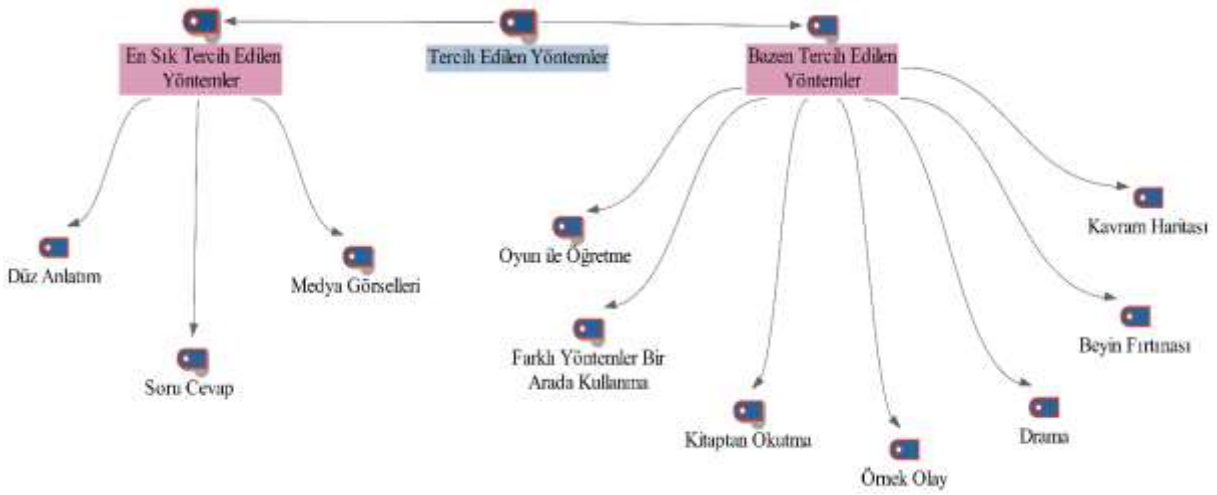 En Sık Tercih Edilen
Yöntemler
Tercih Edilen Yöntemler
Bazen Tercih Edilen
Yöntemler
Düz Anlatım
Soru Cevap
Medya Görselleri
Oyun ile Öğretme
Farklı Yöntemler Bir
Arada Kullanma
Kitaptan Okutma
Örnek Olay
Drama
Beyin Fırtınası
Kavram Haritası